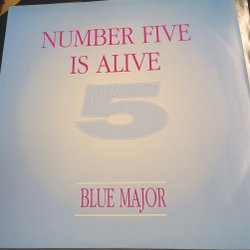 NUMBER FIVE
IS ALIVE
5
BLUE MAJOR